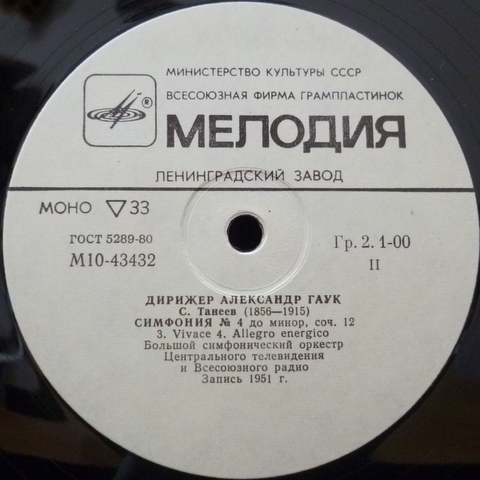 МИНИСТЕРСТВО КУЛЬТУРЫ СССР
ВСЕСОЮЗНАЯ ФИРМА ГРАМПЛАСТИНОК
® МЕЛОДИЯ
ЛЕНИНГРАДСКИЙ ЗАВОД
МОНО ▽33
ГОСТ 5289-80
Гр. 2. 1-00
М10-43432
II
ДИРИЖЕР АЛЕКСАНДР ГАУК
С. Танеев (1856—1915)
СИМФОНИЯ № 4 до минор, соч. 12
3. Vivace 4. Allegro energico
Большой симфонический оркестр
Центрального телевидения
и Всесоюзного радио
Запись 1951 г.